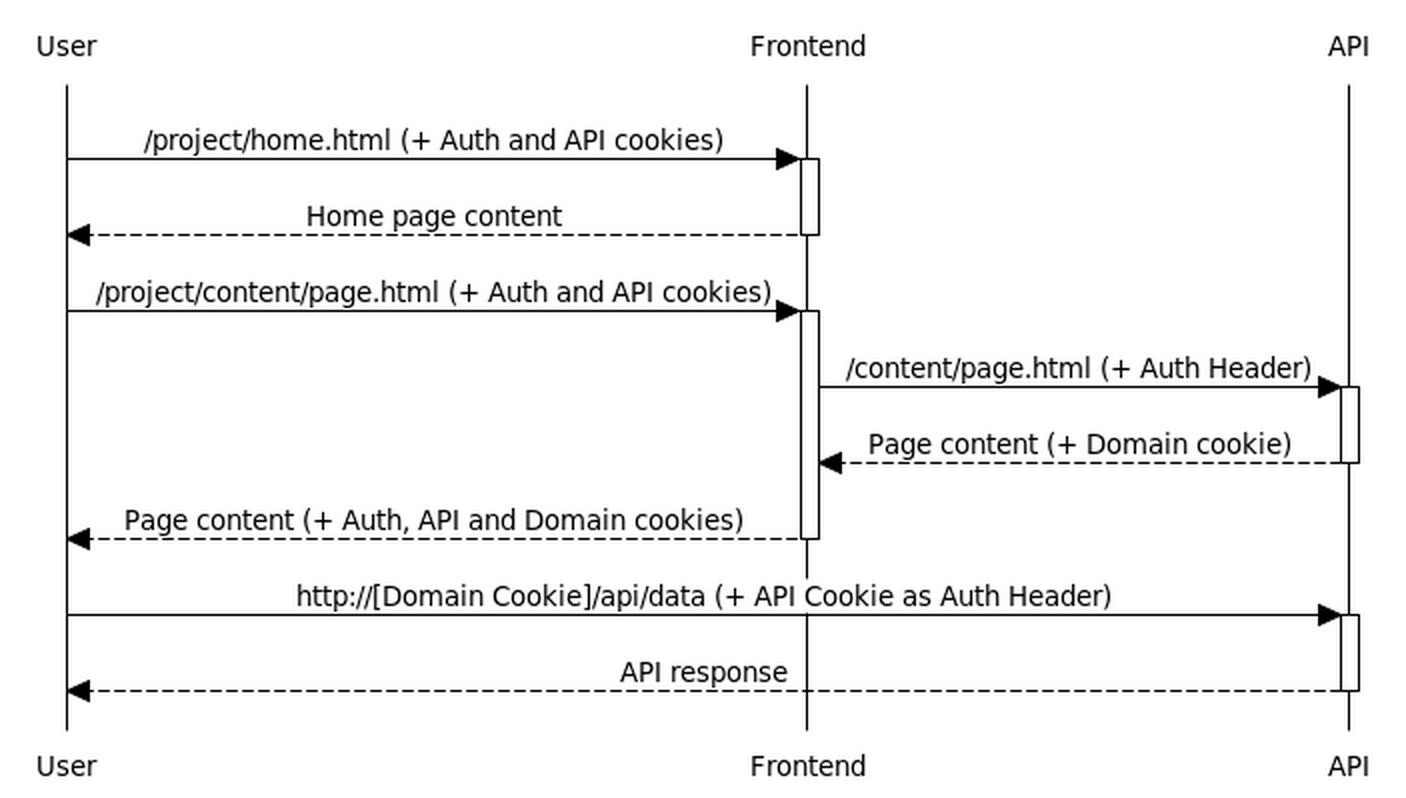 User Frontend API
/project/home.html (+ Auth and API cookies)
Home page content
/project/content/page.html (+ Auth and API cookies)
/content/page.html (+ Auth Header)
Page content (+ Domain cookie)
Page content (+ Auth, API and Domain cookies)
http://[Domain Cookie]/api/data (+ API Cookie as Auth Header)
API response
User Frontend API